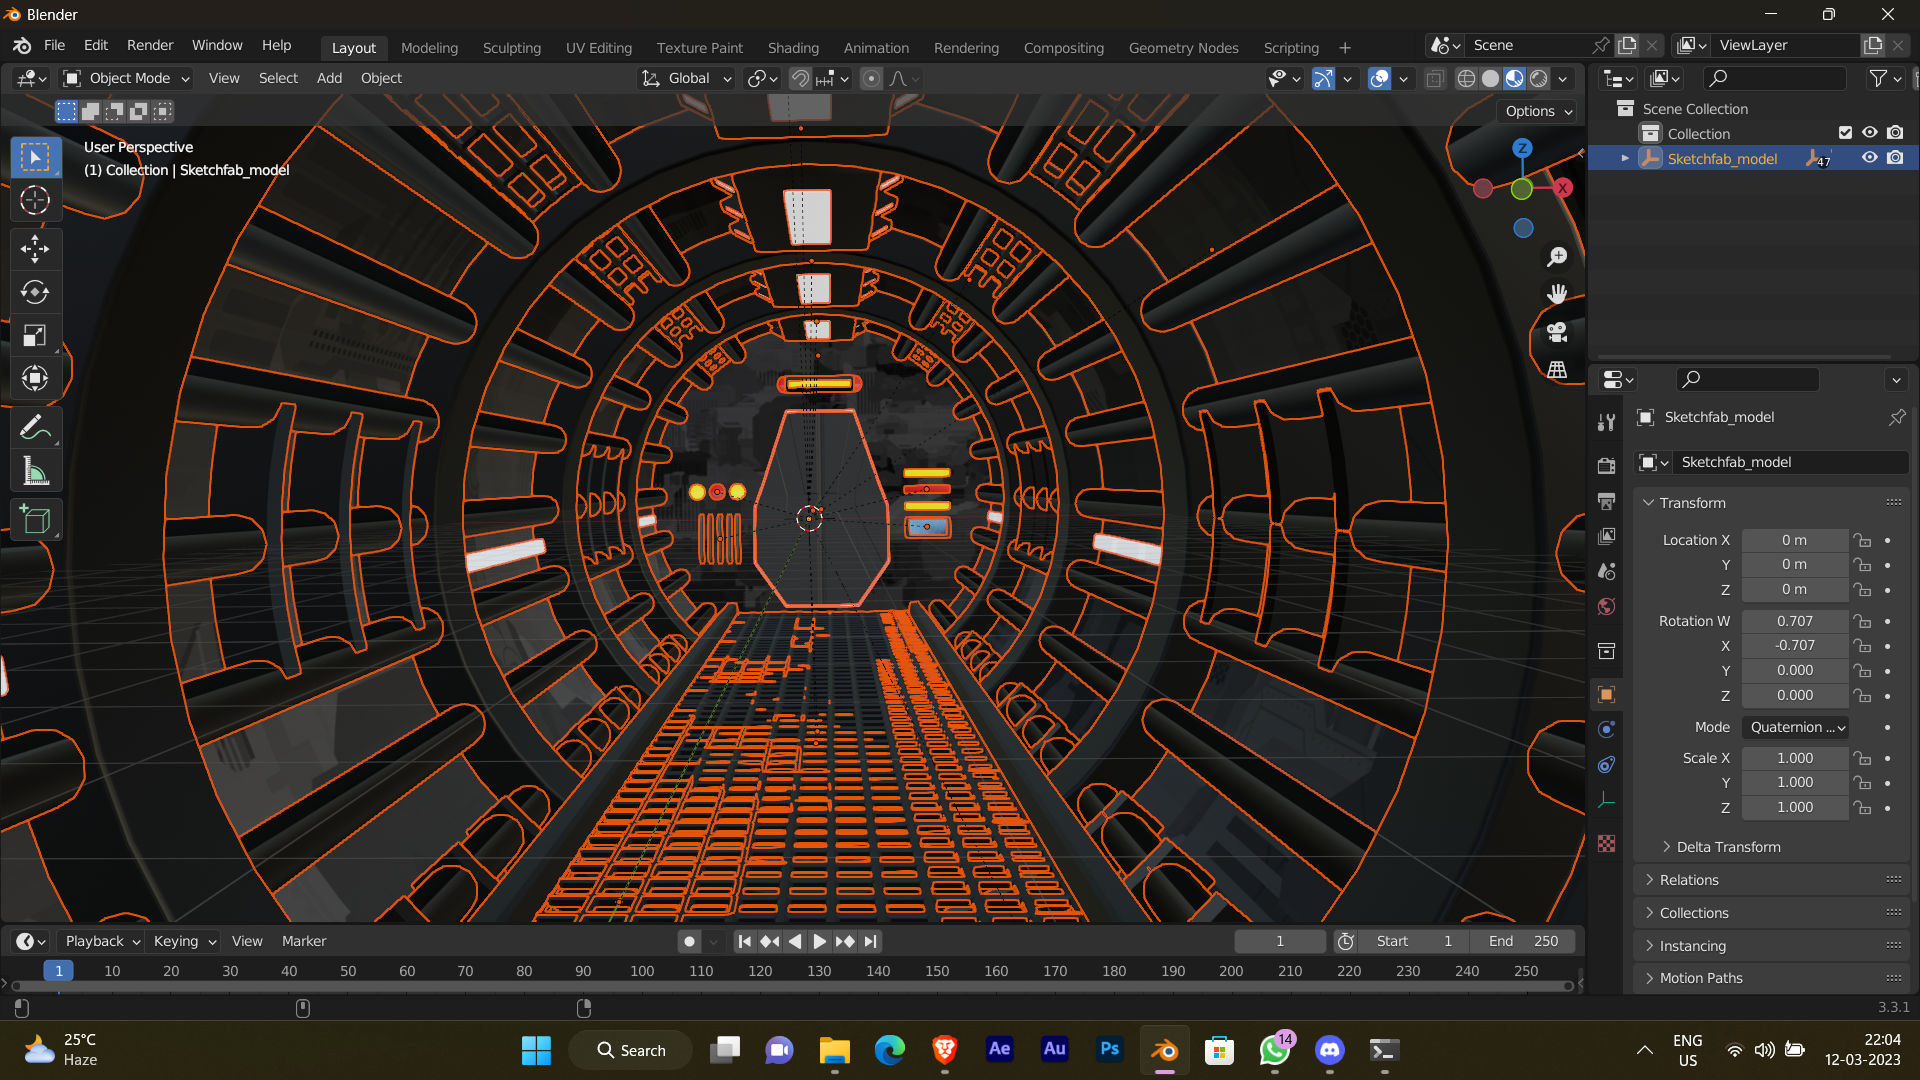 Blender
File Edit Render Window Help
Layout Modeling Sculpting UV Editing Texture Paint Shading Animation Rendering Compositing Geometry Nodes Scripting +
Scene
ViewLayer
Object Mode View Select Add Object
Global
Options
User Perspective
(1) Collection | Sketchfab_model
Z
X
Scene Collection
Collection
Sketchfab_model 47
Sketchfab_model
Sketchfab_model
Transform
Location X 0 m
Y 0 m
Z 0 m
Rotation W 0.707
X -0.707
Y 0.000
Z 0.000
Mode Quaternion ...
Scale X 1.000
Y 1.000
Z 1.000
Delta Transform
Relations
Collections
Instancing
Motion Paths
Playback Keying View Marker
1
Start 1
End 250
1 10 20 30 40 50 60 70 80 90 100 110 120 130 140 150 160 170 180 190 200 210 220 230 240 250
3.3.1
25°C
Haze
Search
Ae
Au
Ps
14
ENG
US
22:04
12-03-2023